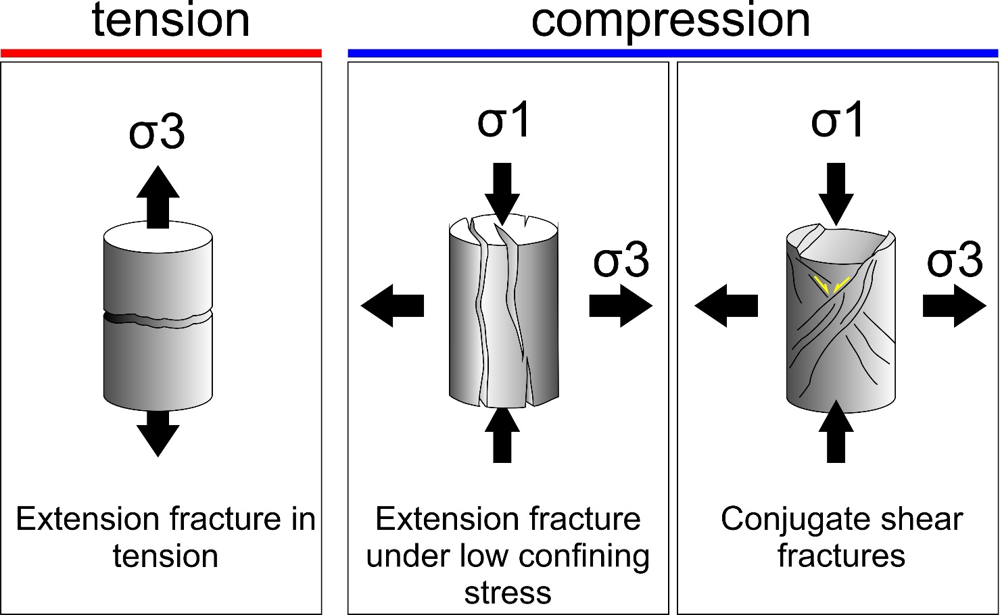 tension
compression
σ3
σ1
σ3
σ1
σ3
Extension fracture in
tension
Extension fracture
under low confining
stress
Conjugate shear
fractures